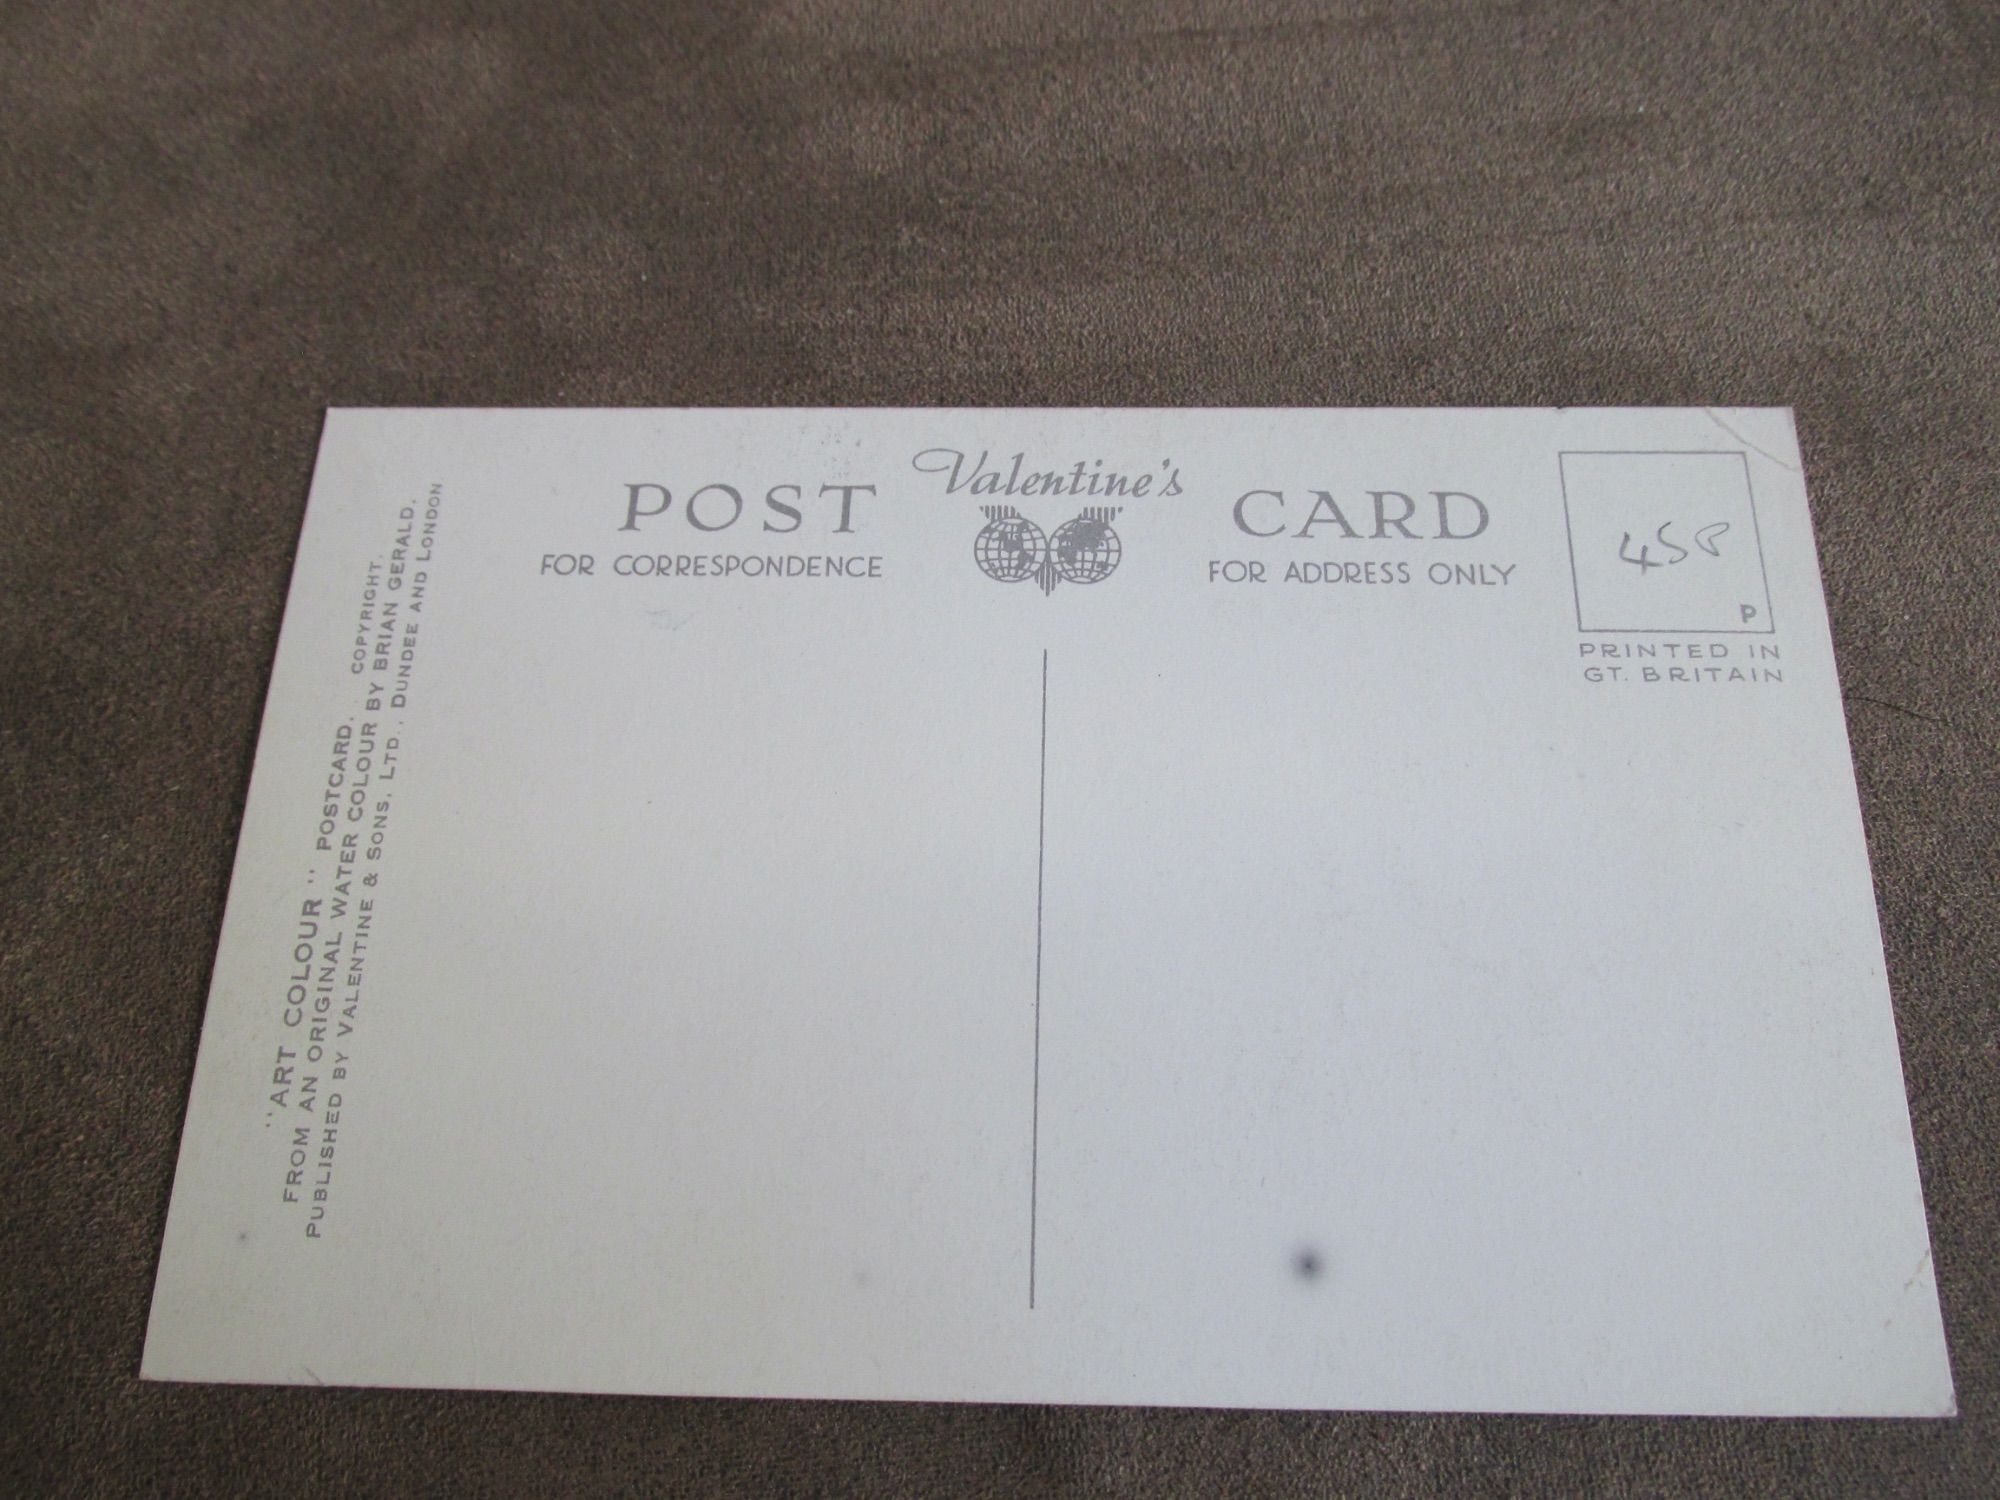 Valentine's
POST CARD
FOR CORRESPONDENCE
FOR ADDRESS ONLY
45P
P
PRINTED IN
GT. BRITAIN
"ART COLOUR" POSTCARD. COPYRIGHT.
FROM AN ORIGINAL WATER COLOUR BY BRIAN GERALD.
PUBLISHED BY VALENTINE & SONS, LTD., DUNDEE AND LONDON